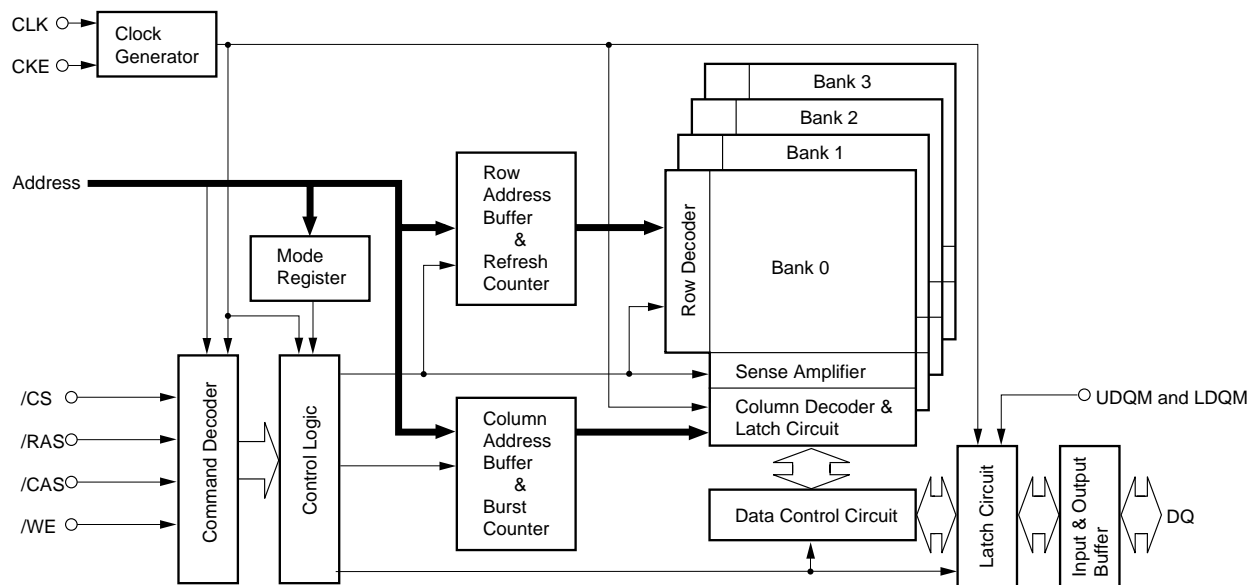 CLK
CKE
Clock
Generator
Bank 3
Bank 2
Bank 1
Address
Row
Address
Buffer
&
Refresh
Counter
Row Decoder
Bank 0
Mode
Register
Sense Amplifier
Column Decoder &
Latch Circuit
/CS
/RAS
/CAS
/WE
Command Decoder
Control Logic
Column
Address
Buffer
&
Burst
Counter
UDQM and LDQM
Data Control Circuit
Latch Circuit
Input & Output
Buffer
DQ